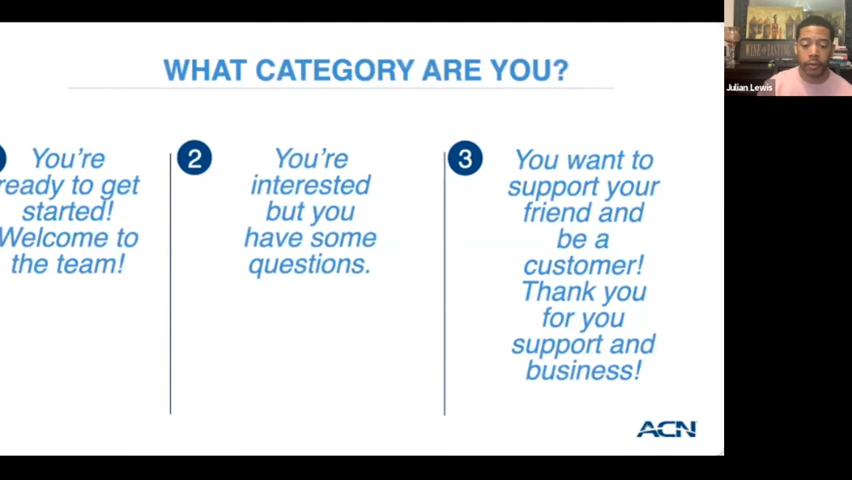 WHAT CATEGORY ARE YOU?
You're
ready to get
started!
Welcome to
the team!
2
You're
interested
but you
have some
questions.
3
You want to
support your
friend and
be a
customer!
Thank you
for you
support and
business!
ACN
WINE TASTING
Julian Lewis